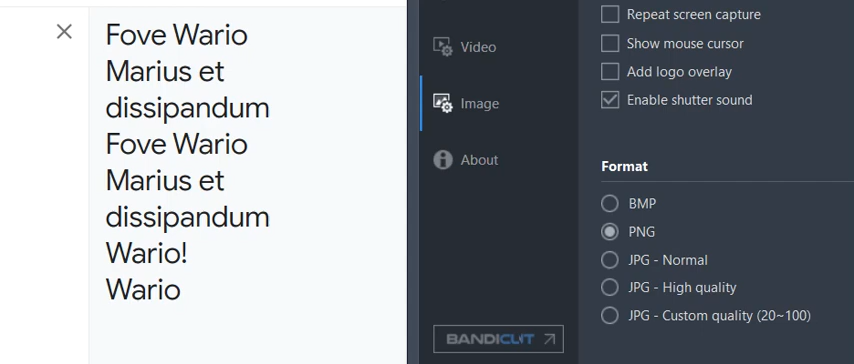 Fove Wario
Marius et
dissipandum
Fove Wario
Marius et
dissipandum
Wario!
Wario
Video
Image
About
BANDICUT
Repeat screen capture
Show mouse cursor
Add logo overlay
Enable shutter sound
Format
BMP
PNG
JPG - Normal
JPG - High quality
JPG - Custom quality (20~100)